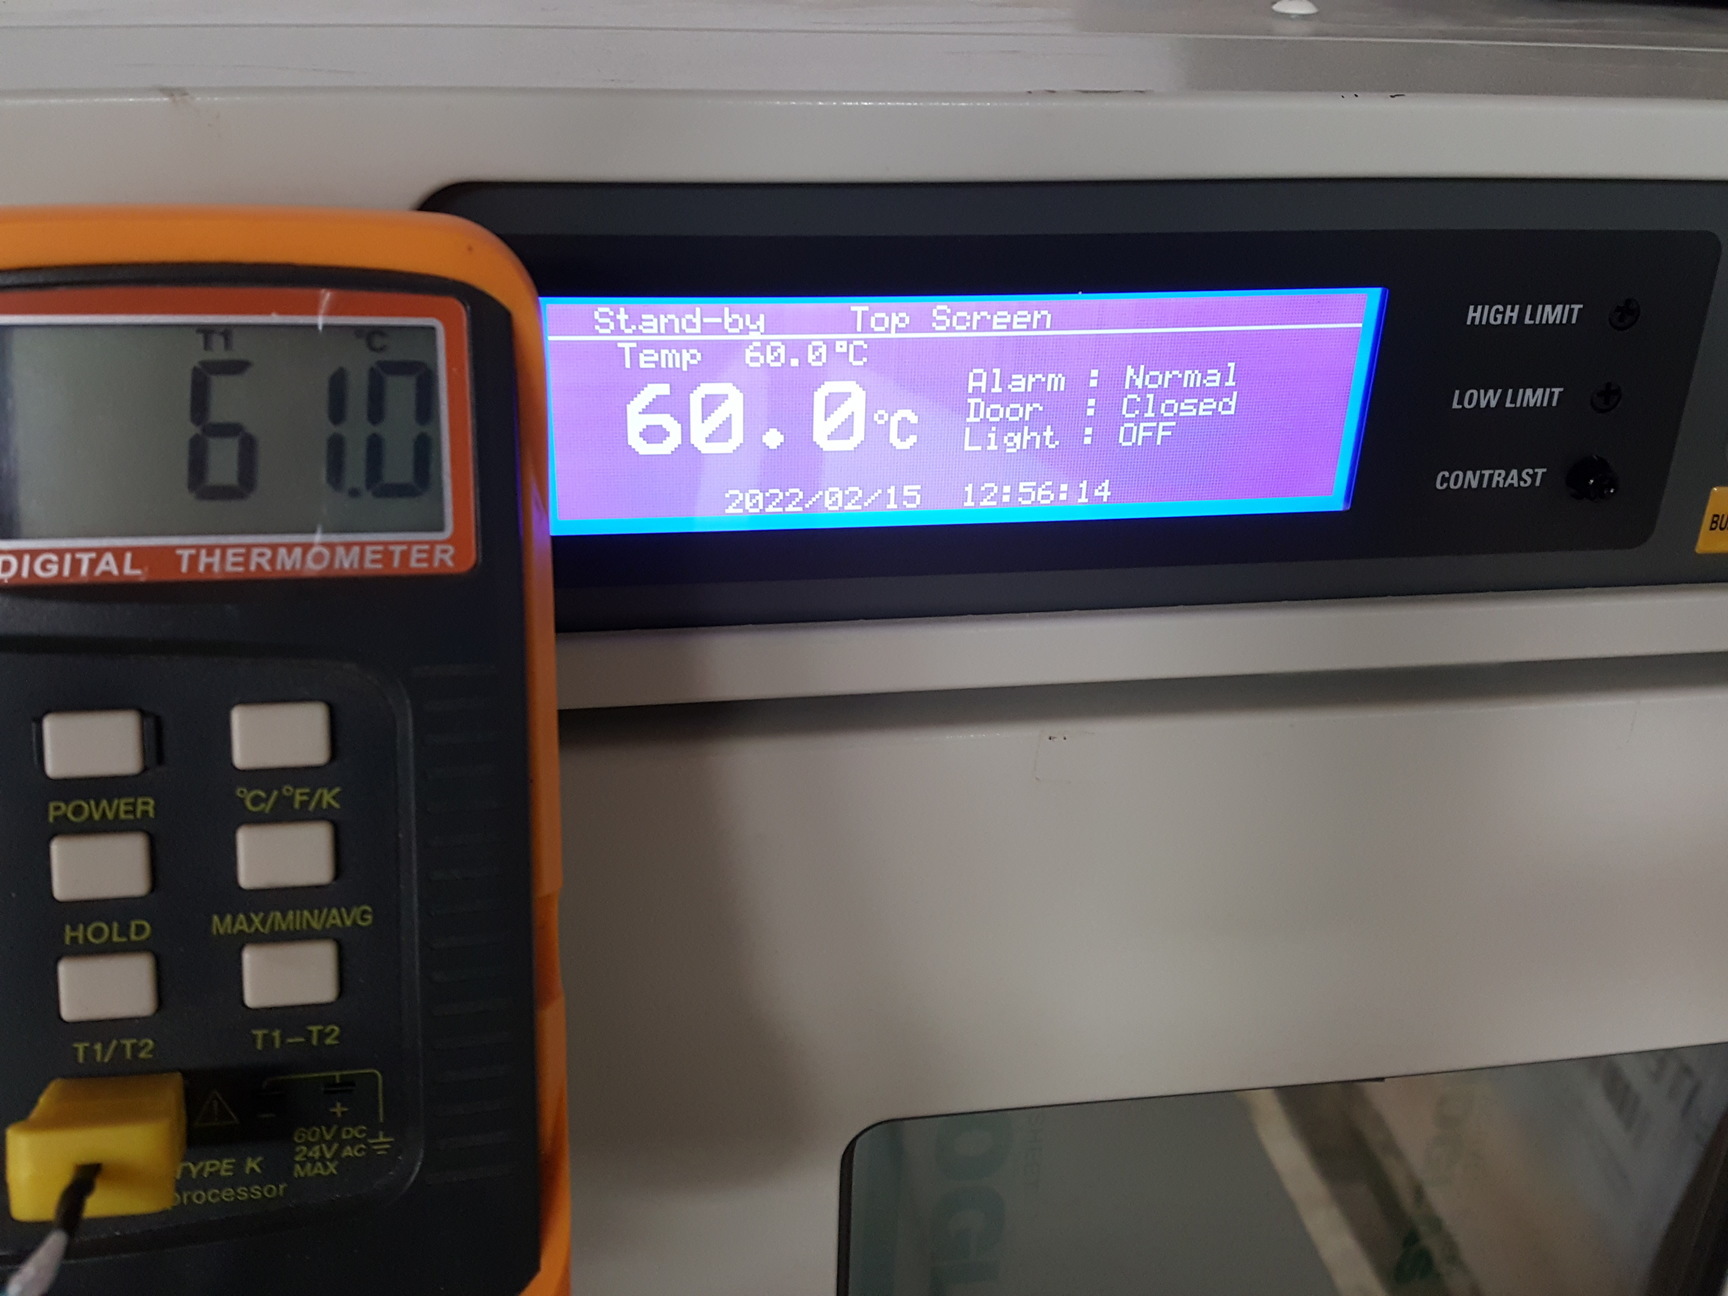 T1 °C
61.0
DIGITAL THERMOMETER
POWER
°C/°F/K
HOLD
MAX/MIN/AVG
T1/T2
T1-T2
- +
60V DC
24V AC
MAX
TYPE K
processor
Stand-by Top Screen
Temp 60.0°C
60.0°C
Alarm : Normal
Door : Closed
Light : OFF
2022/02/15 12:56:14
HIGH LIMIT
LOW LIMIT
CONTRAST
BU